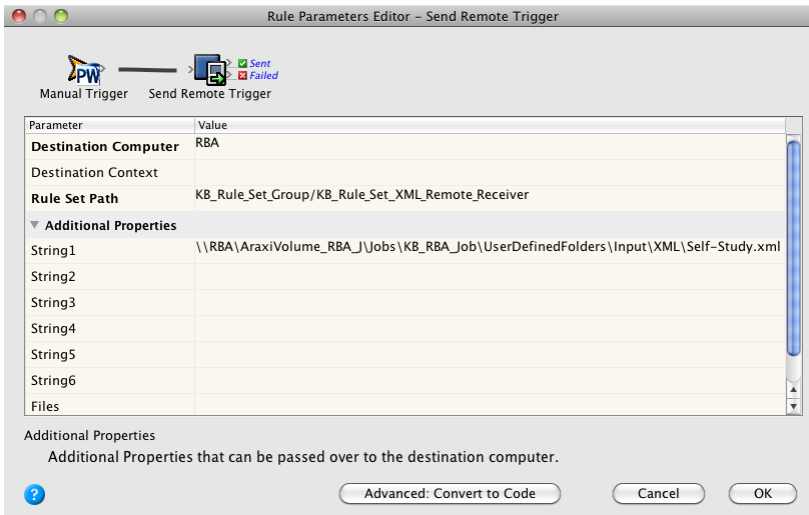 Rule Parameters Editor – Send Remote Trigger
PW
Sent
Failed
Manual Trigger Send Remote Trigger
Parameter Value
Destination Computer RBA
Destination Context
Rule Set Path KB_Rule_Set_Group/KB_Rule_Set_XML_Remote_Receiver
Additional Properties
String1 \\RBA\AraxiVolume_RBA_J\Jobs\KB_RBA_Job\UserDefinedFolders\Input\XML\Self-Study.xml
String2
String3
String4
String5
String6
Files
Additional Properties
Additional Properties that can be passed over to the destination computer.
? Advanced: Convert to Code Cancel OK